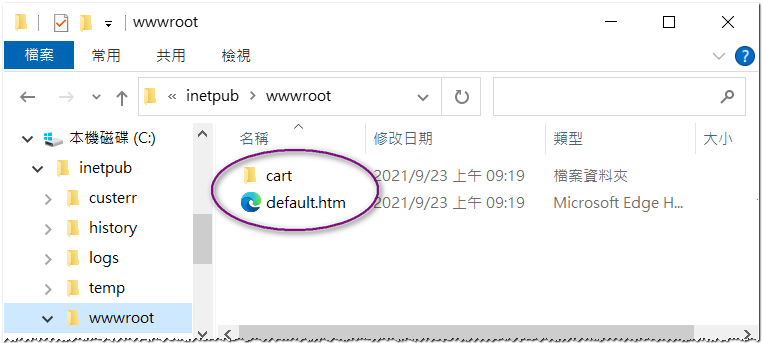 wwwroot
檔案 常用 共用 檢視
« inetpub > wwwroot
本機磁碟 (C:)
inetpub
custerr
history
logs
temp
wwwroot
名稱 修改日期 類型 大小
cart 2021/9/23 上午 09:19 檔案資料夾
default.htm 2021/9/23 上午 09:19 Microsoft Edge H...